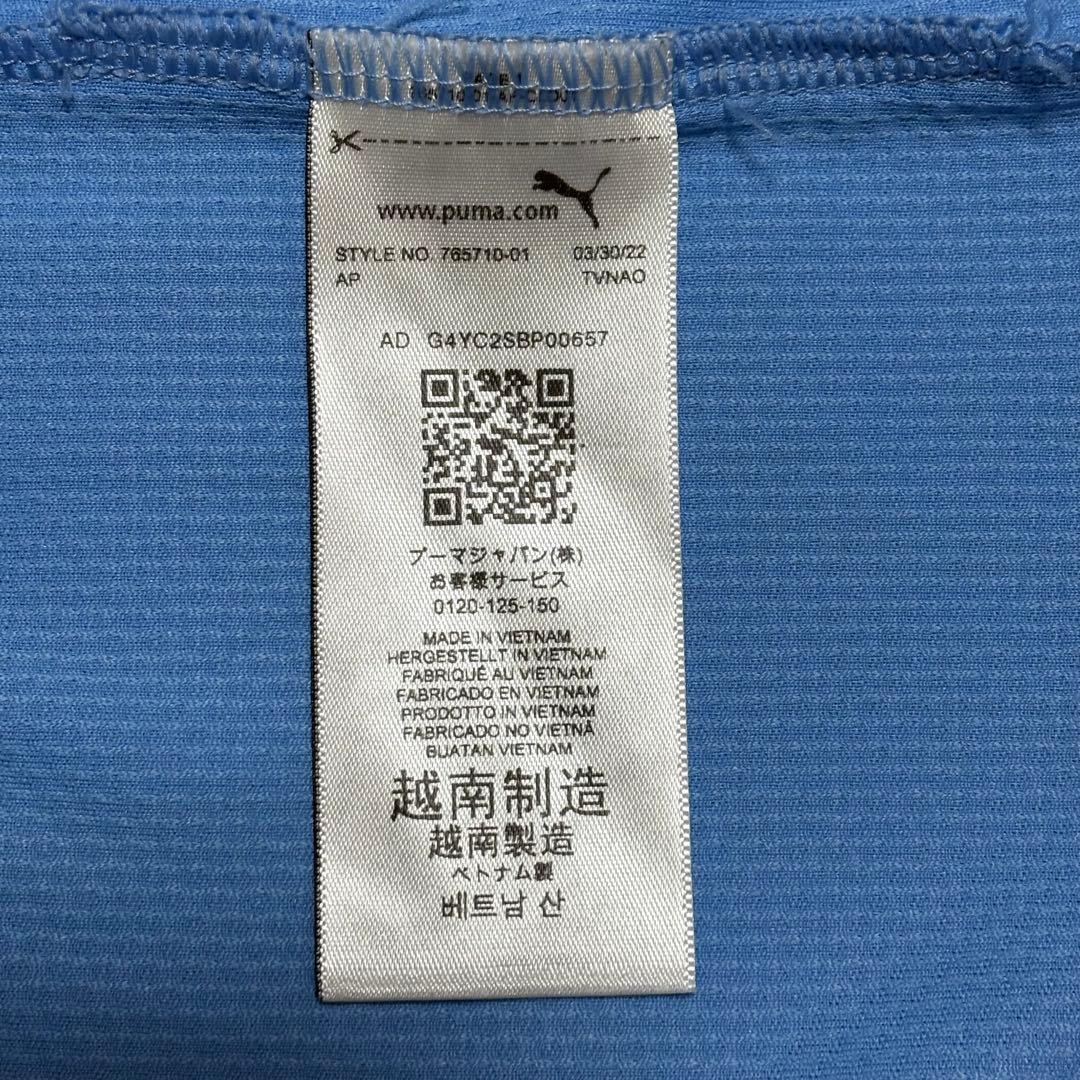 www.puma.com
STYLE NO 765710-01 03/30/22
AP TVNAO
AD G4YC2SBP00657
プーマジャパン(株)
お客様サービス
0120-125-150
MADE IN VIETNAM
HERGESTELLT IN VIETNAM
FABRIQUÉ AU VIETNAM
FABRICADO EN VIETNAM
PRODOTTO IN VIETNAM
FABRICADO NO VIETNÃ
BUATAN VIETNAM
越南制造
越南製造
ベトナム製
베트남 산